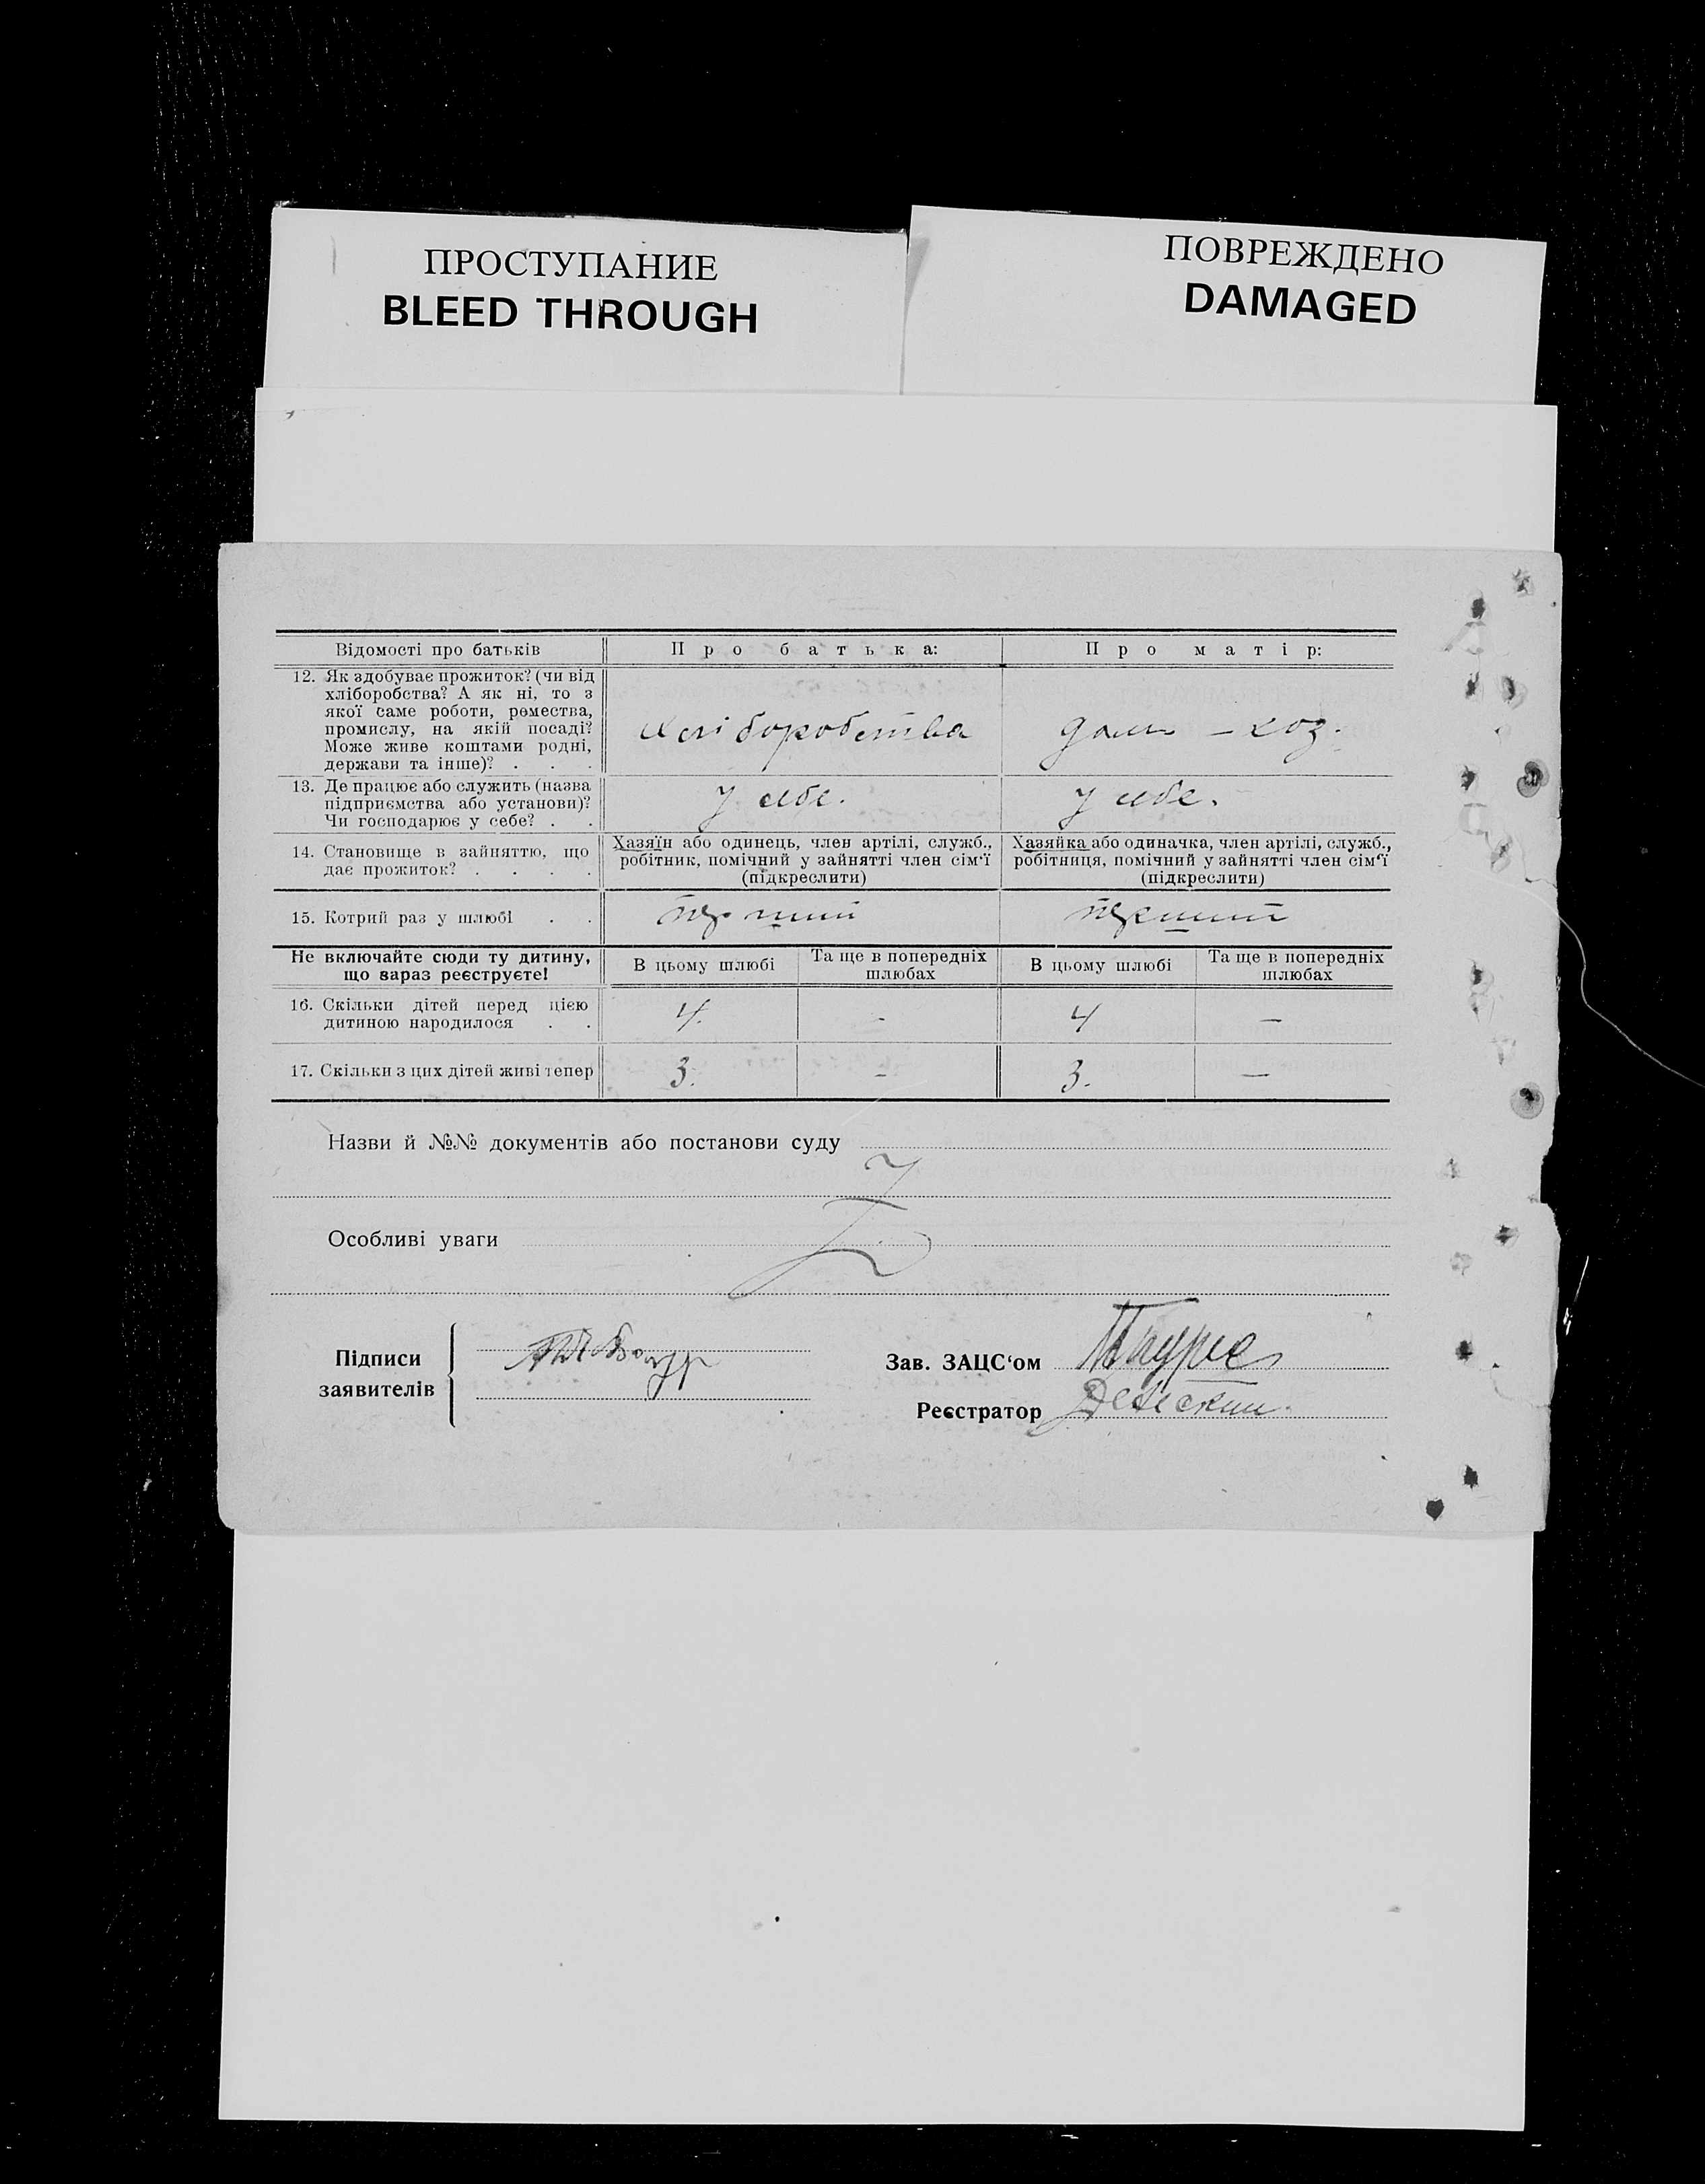 ПРОСТУПАНИЕ
BLEED THROUGH
ПОВРЕЖДЕНО
DAMAGED
Відомості про батьків
Про батька:
Про матір:
12. Як здобуває прожиток? (чи від
хліборобства? А як ні, то з
якої саме роботи, ремества,
промислу, на якій посаді?
Може живе коштами родні,
держави та інше)? . . .
Хліборобства
дом – хоз.
13. Де працює або служить (назва
підприємства або установи)?
Чи господарює у себе? . .
У себе.
У себе.
14. Становище в зайняттю, що
дає прожиток? . . . .
Хазяїн або одинець, член артілі, служб.,
робітник, помічний у зайнятті член сім'ї
(підкреслити)
Хазяйка або одиначка, член артілі, служб.,
робітниця, помічний у зайнятті член сім'ї
(підкреслити)
15. Котрий раз у шлюбі . .
перший
перший
Не включайте сюди ту дитину,
що зараз реєструєте!
В цьому шлюбі
Та ще в попередніх
шлюбах
В цьому шлюбі
Та ще в попередніх
шлюбах
16. Скільки дітей перед цією
дитиною народилося . .
4.
-
4
—
17. Скільки з цих дітей живі тепер
3.
-
3.
—
Назви й №№ документів або постанови суду
Особливі уваги
Підписи
заявителів
Зав. ЗАЦС'ом
Реєстратор